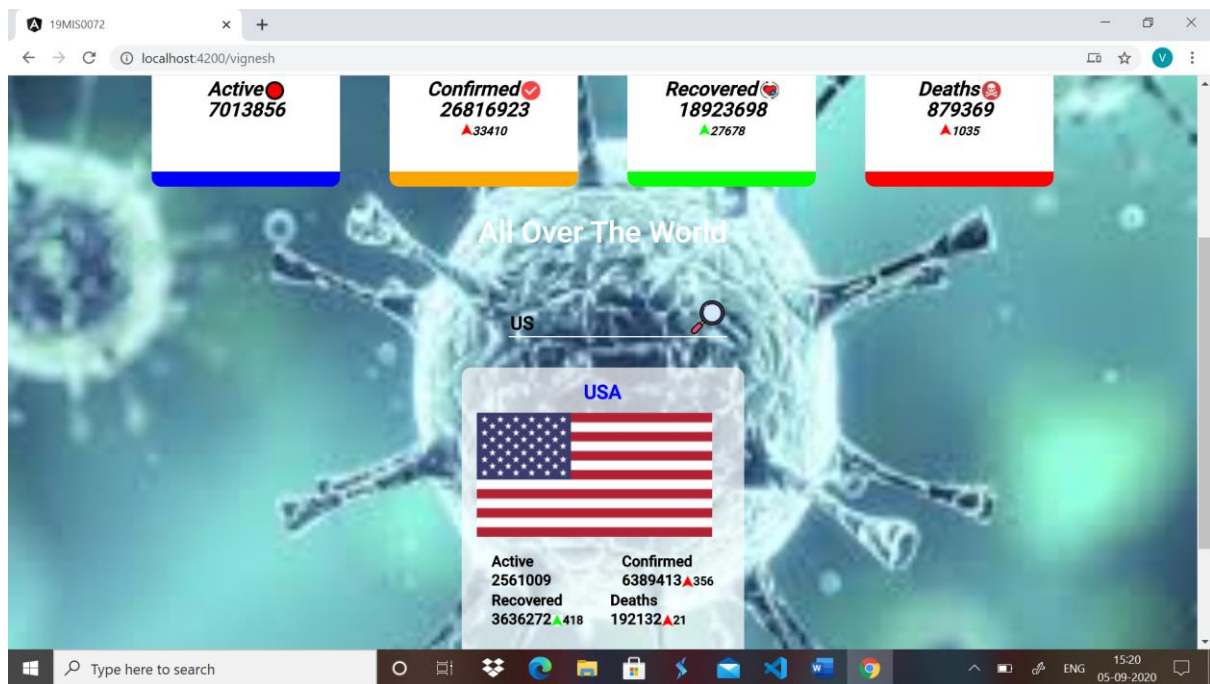 19MIS0072
localhost:4200/vignesh
V
Active Confirmed Recovered Deaths
7013856 26816923 18923698 879369
33410 27678 1035
All Over The World
US
USA
Active Confirmed
2561009 6389413 356
Recovered Deaths
3636272 418 192132 21
Type here to search
ENG
15:20
05-09-2020